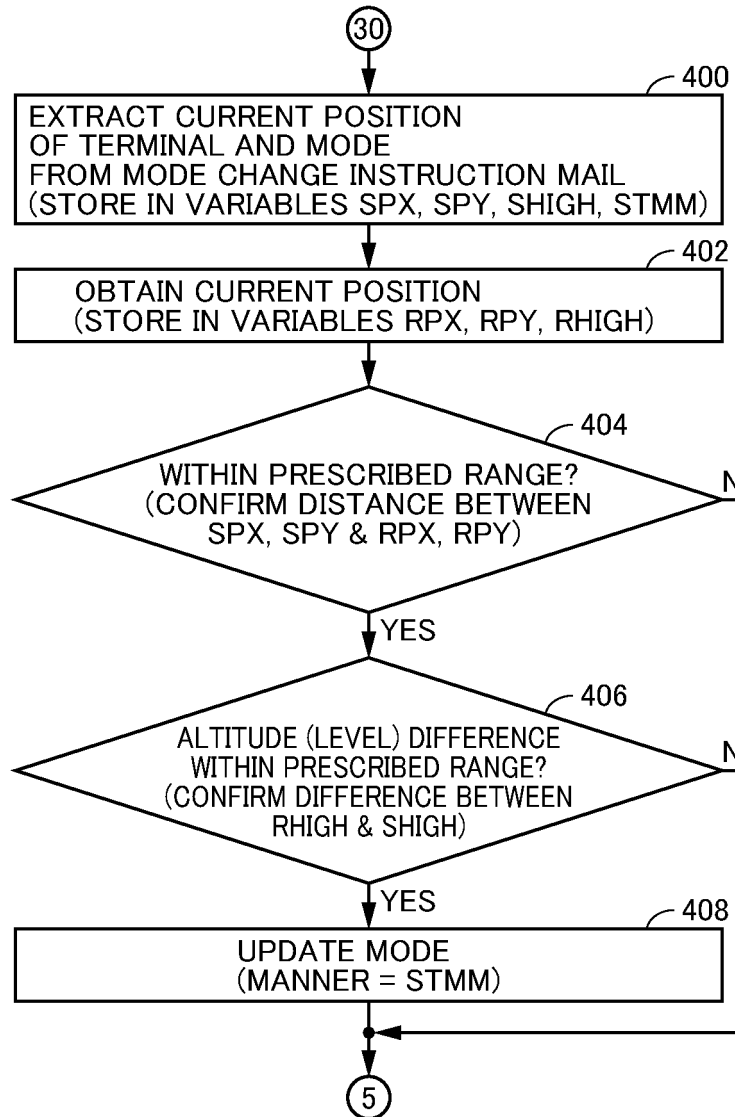 30
400
EXTRACT CURRENT POSITION
OF TERMINAL AND MODE
FROM MODE CHANGE INSTRUCTION MAIL
(STORE IN VARIABLES SPX, SPY, SHIGH, STMM)
402
OBTAIN CURRENT POSITION
(STORE IN VARIABLES RPX, RPY, RHIGH)
404
WITHIN PRESCRIBED RANGE?
(CONFIRM DISTANCE BETWEEN
SPX, SPY & RPX, RPY)
N
YES
406
ALTITUDE (LEVEL) DIFFERENCE
WITHIN PRESCRIBED RANGE?
(CONFIRM DIFFERENCE BETWEEN
RHIGH & SHIGH)
N
YES
408
UPDATE MODE
(MANNER = STMM)
5